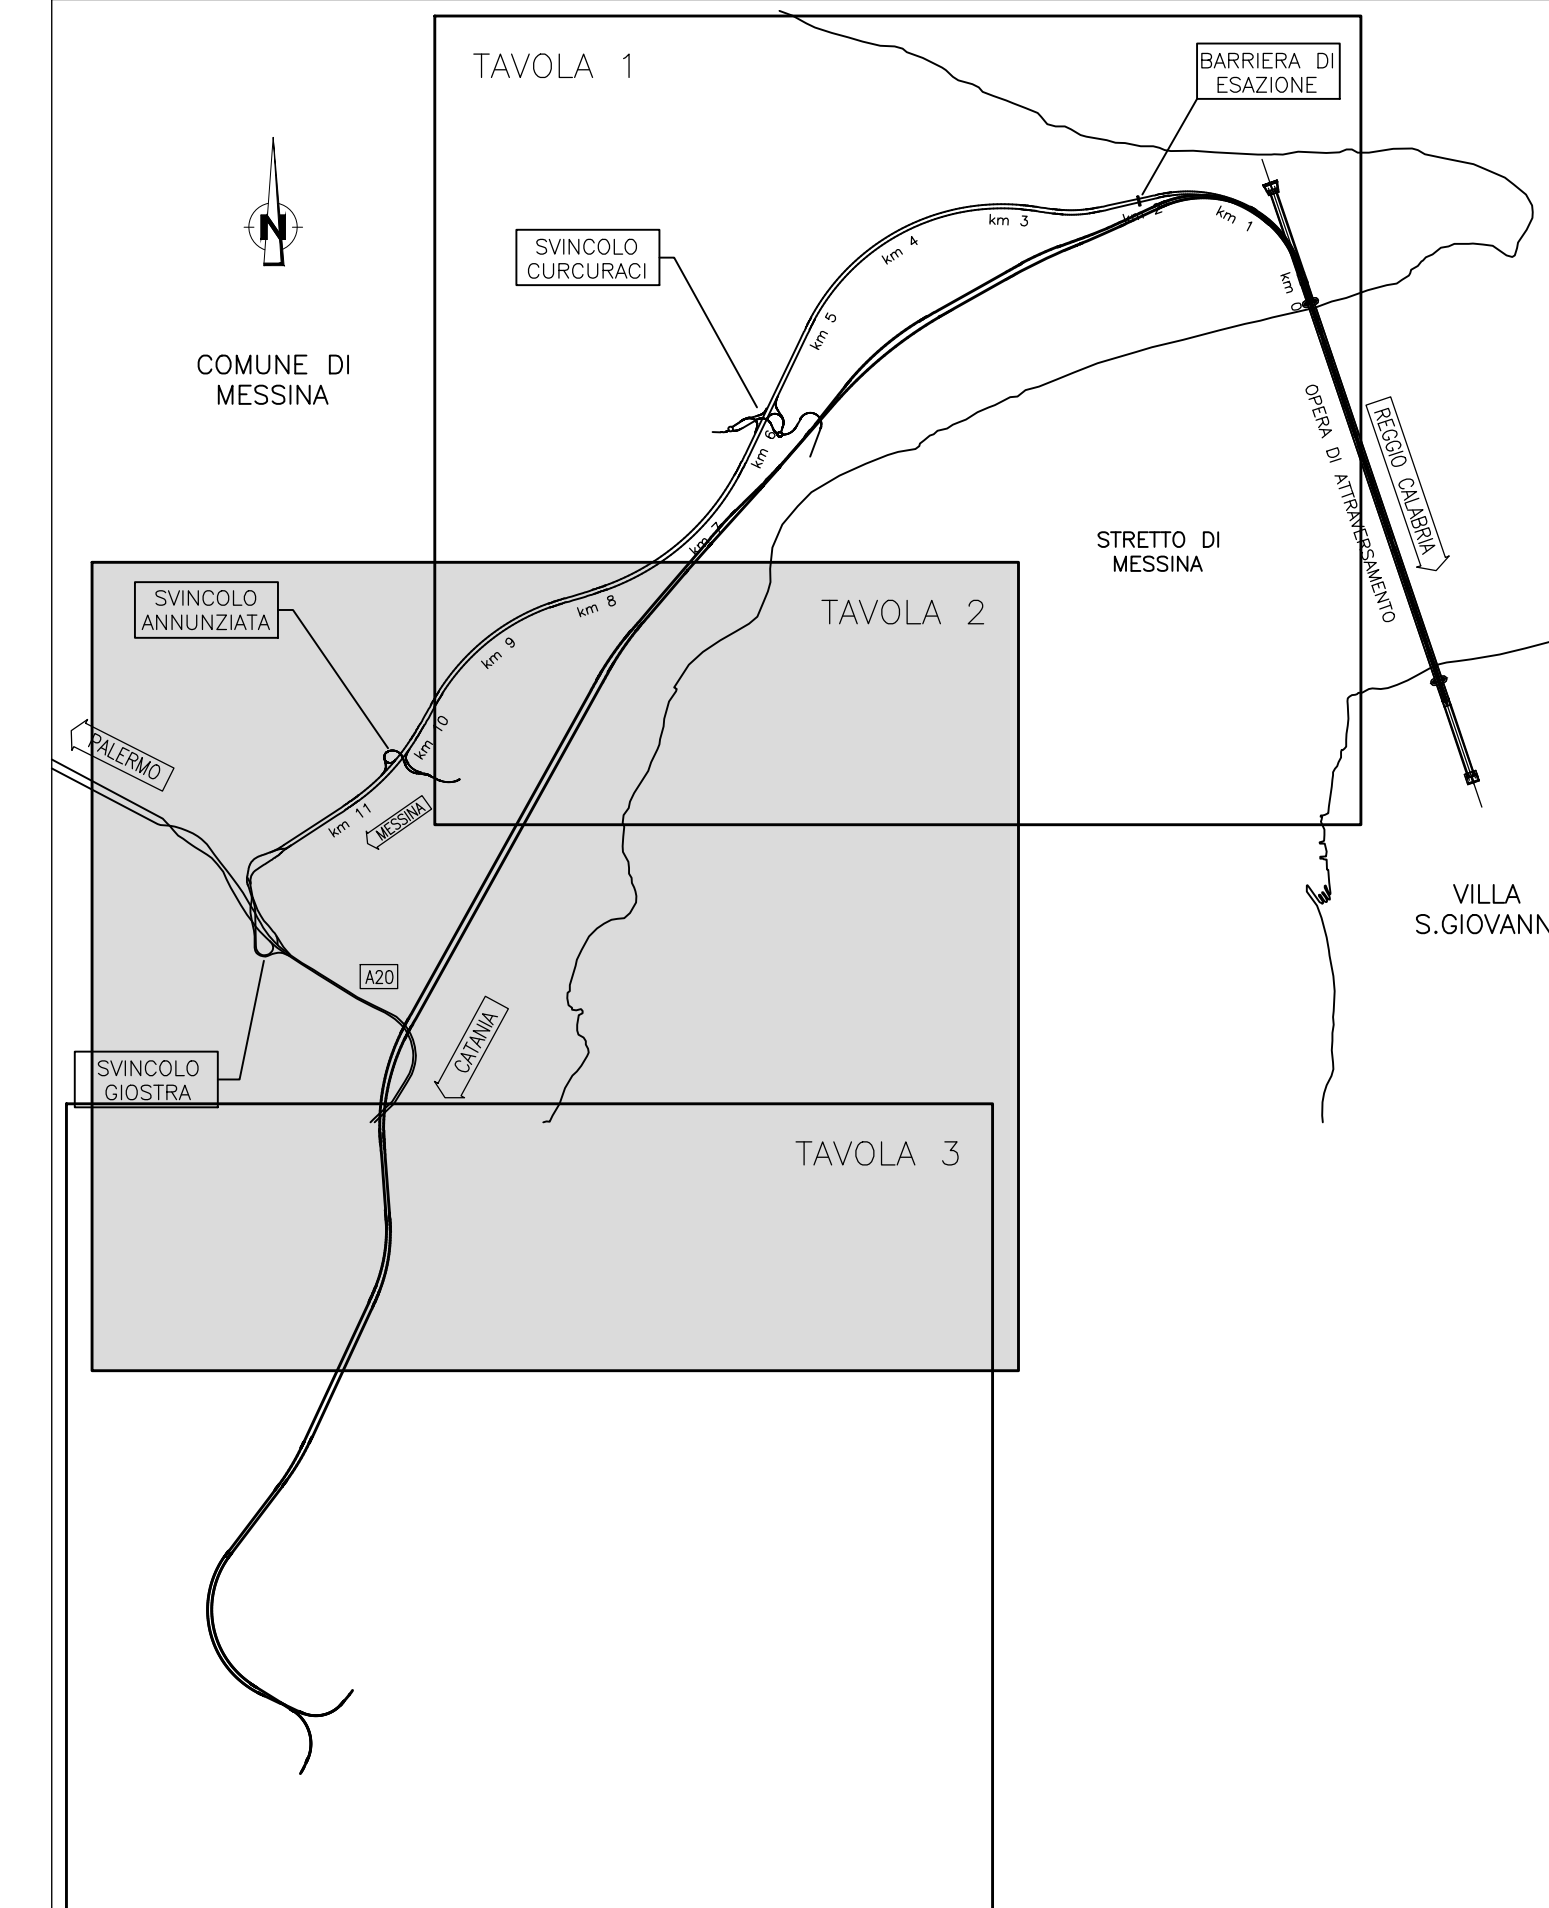 TAVOLA 1
BARRIERA DI
ESAZIONE
N
SVINCOLO
CURCURACI
km 4
km 3
km 2
km 1
km 0
km 5
km 6
km 7
COMUNE DI
MESSINA
OPERA DI ATTRAVERSAMENTO
REGGIO CALABRIA
STRETTO DI
MESSINA
SVINCOLO
ANNUNZIATA
TAVOLA 2
km 8
km 9
km 10
km 11
PALERMO
MESSINA
VILLA
S.GIOVANN
A20
CATANIA
SVINCOLO
GIOSTRA
TAVOLA 3